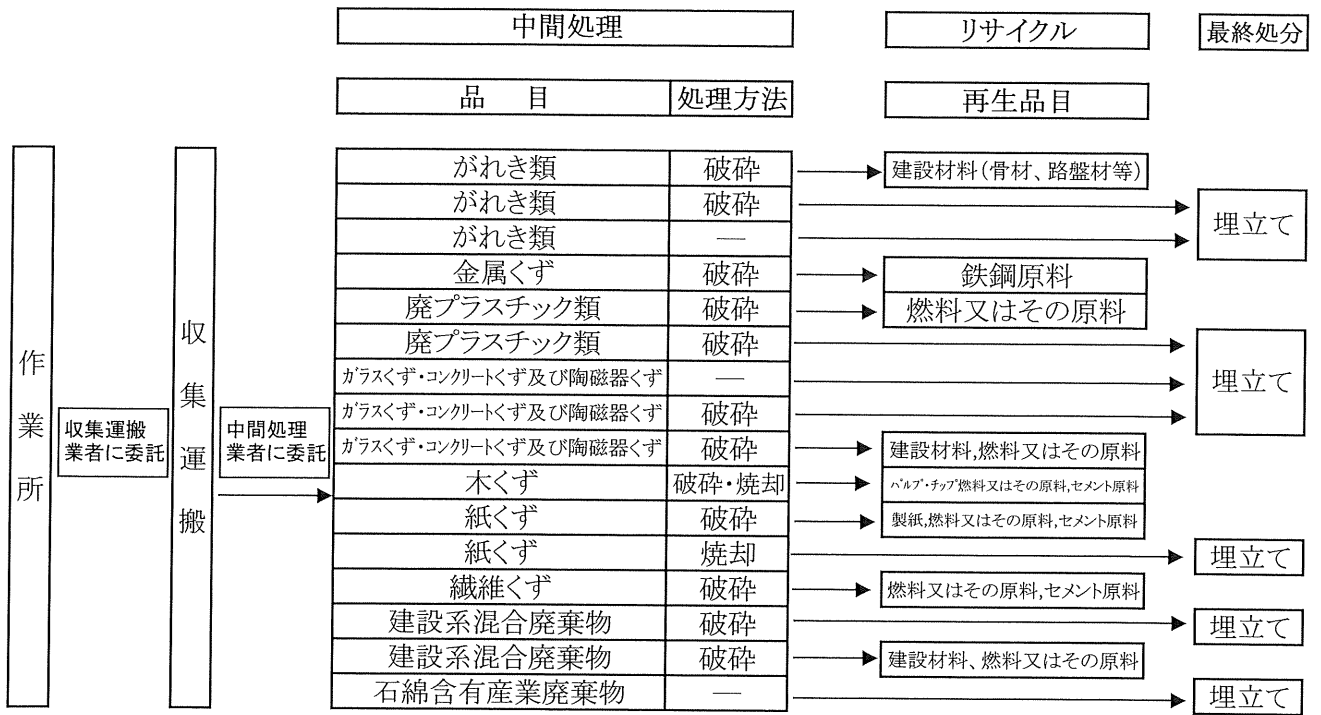 中間処理 リサイクル 最終処分
品　目 処理方法 再生品目
作業所
収集運搬
業者に委託
収集運搬
中間処理
業者に委託
がれき類 破砕 建設材料(骨材、路盤材等)
がれき類 破砕
がれき類 ― 埋立て
金属くず 破砕 鉄鋼原料
廃プラスチック類 破砕 燃料又はその原料
廃プラスチック類 破砕
ガラスくず・コンクリートくず及び陶磁器くず ― 埋立て
ガラスくず・コンクリートくず及び陶磁器くず 破砕
ガラスくず・コンクリートくず及び陶磁器くず 破砕 建設材料,燃料又はその原料
木くず 破砕・焼却 パルプ・チップ燃料又はその原料,セメント原料
紙くず 破砕 製紙,燃料又はその原料,セメント原料
紙くず 焼却 埋立て
繊維くず 破砕 燃料又はその原料,セメント原料
建設系混合廃棄物 破砕 埋立て
建設系混合廃棄物 破砕 建設材料、燃料又はその原料
石綿含有産業廃棄物 ― 埋立て